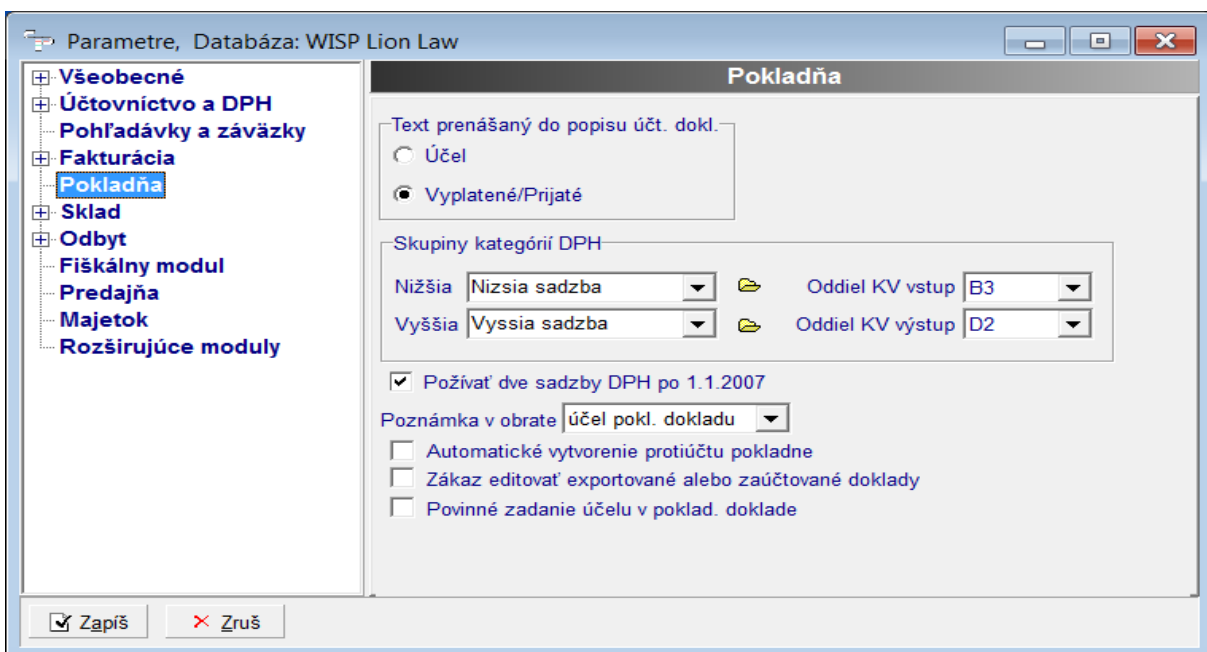 Parametre, Databáza: WISP Lion Law
Všeobecné
Účtovníctvo a DPH
Pohľadávky a záväzky
Fakturácia
Pokladňa
Sklad
Odbyt
Fiškálny modul
Predajňa
Majetok
Rozširujúce moduly
Pokladňa
Text prenášaný do popisu účt. dokl.
Účel
Vyplatené/Prijaté
Skupiny kategórií DPH
Nižšia Nizsia sadzba Oddiel KV vstup B3
Vyššia Vyssia sadzba Oddiel KV výstup D2
Požívať dve sadzby DPH po 1.1.2007
Poznámka v obrate účel pokl. dokladu
Automatické vytvorenie protiúčtu pokladne
Zákaz editovať exportované alebo zaúčtované doklady
Povinné zadanie účelu v poklad. doklade
Zapíš Zruš